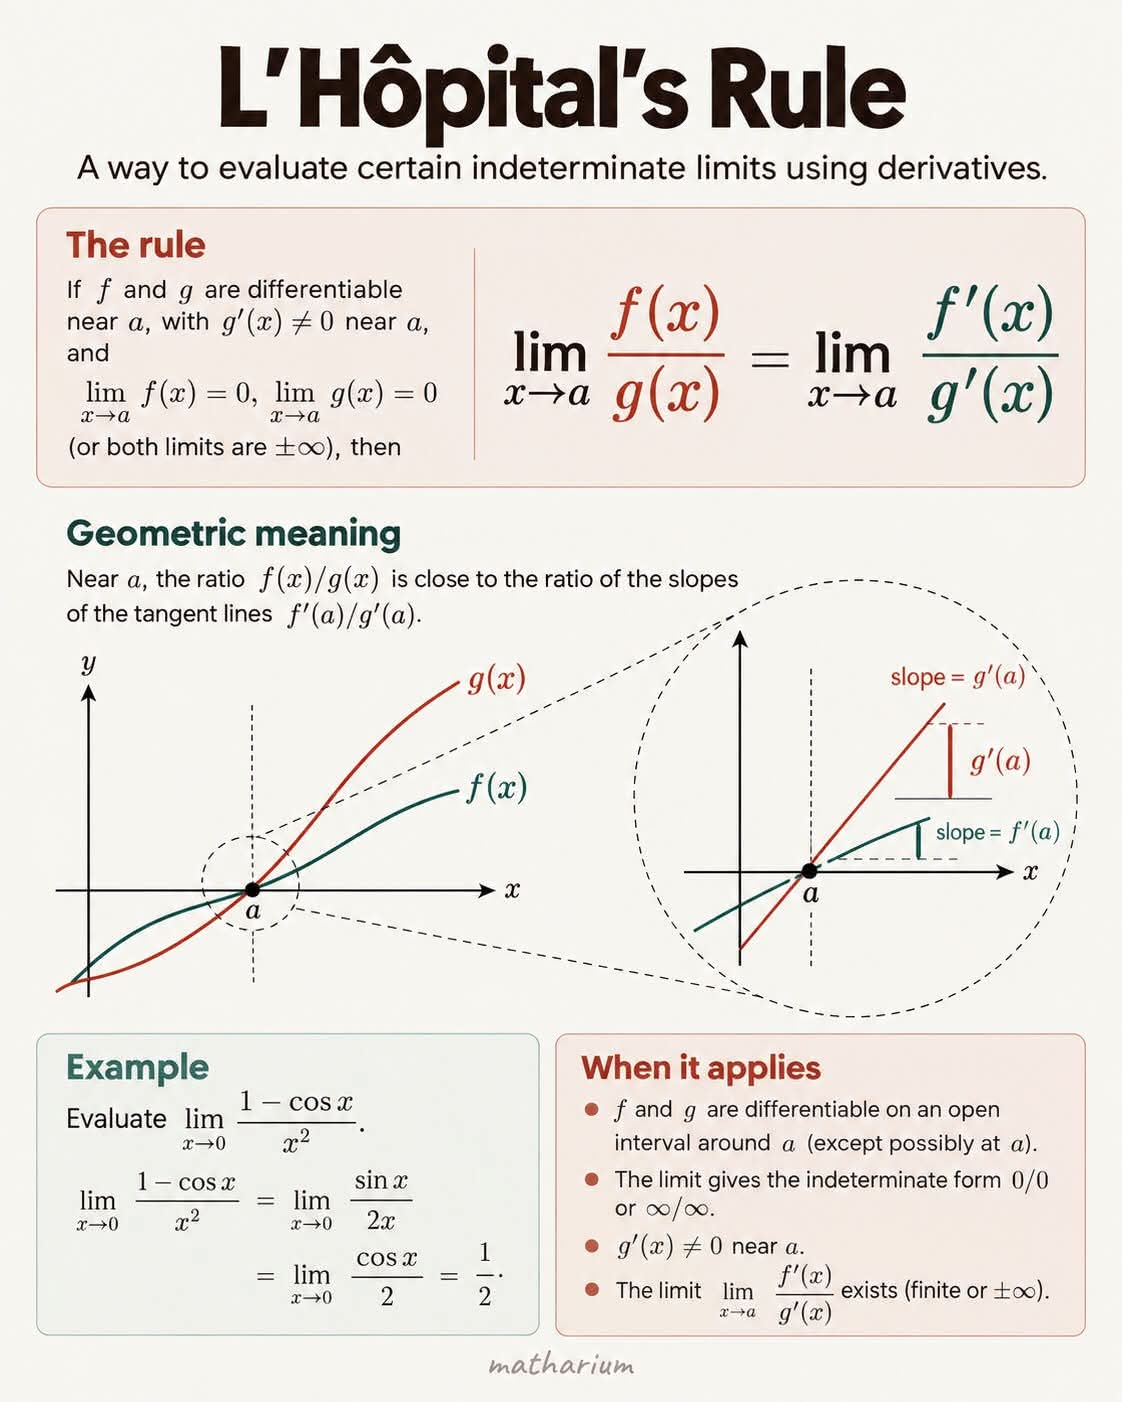 L'Hôpital's Rule
A way to evaluate certain indeterminate limits using derivatives.
The rule
If f and g are differentiable
near a, with g′(x) ≠ 0 near a,
and
lim x→a f(x) = 0, lim x→a g(x) = 0
(or both limits are ±∞), then
lim x→a f(x)/g(x) = lim x→a f′(x)/g′(x)
Geometric meaning
Near a, the ratio f(x)/g(x) is close to the ratio of the slopes
of the tangent lines f′(a)/g′(a).
y
g(x)
f(x)
x
a
slope = g′(a)
g′(a)
slope = f′(a)
x
a
Example
Evaluate lim x→0 (1 − cos x)/x².
lim x→0 (1 − cos x)/x² = lim x→0 sin x/2x
= lim x→0 cos x/2 = 1/2.
When it applies
• f and g are differentiable on an open
interval around a (except possibly at a).
• The limit gives the indeterminate form 0/0
or ∞/∞.
• g′(x) ≠ 0 near a.
• The limit lim x→a f′(x)/g′(x) exists (finite or ±∞).
matharium